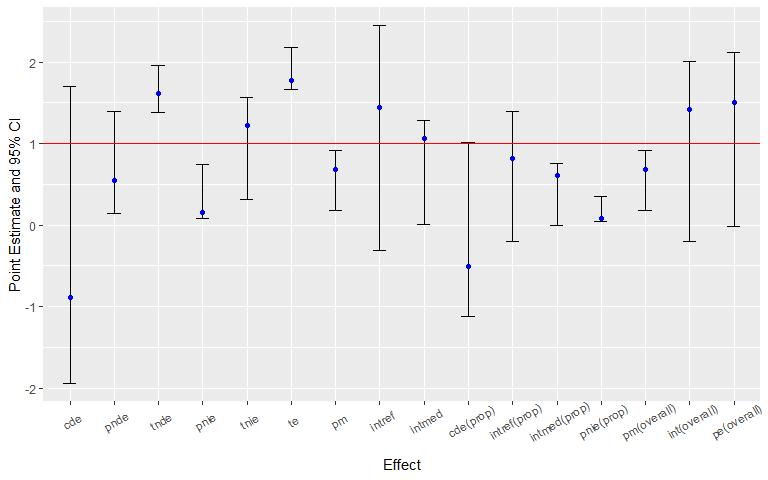 Point Estimate and 95% CI
2
1
0
-1
-2
cde
pnde
tnde
pnie
tnie
te
pm
intref
intmed
cde(prop)
intref(prop)
intmed(prop)
pnie(prop)
pm(overall)
int(overall)
pe(overall)
Effect